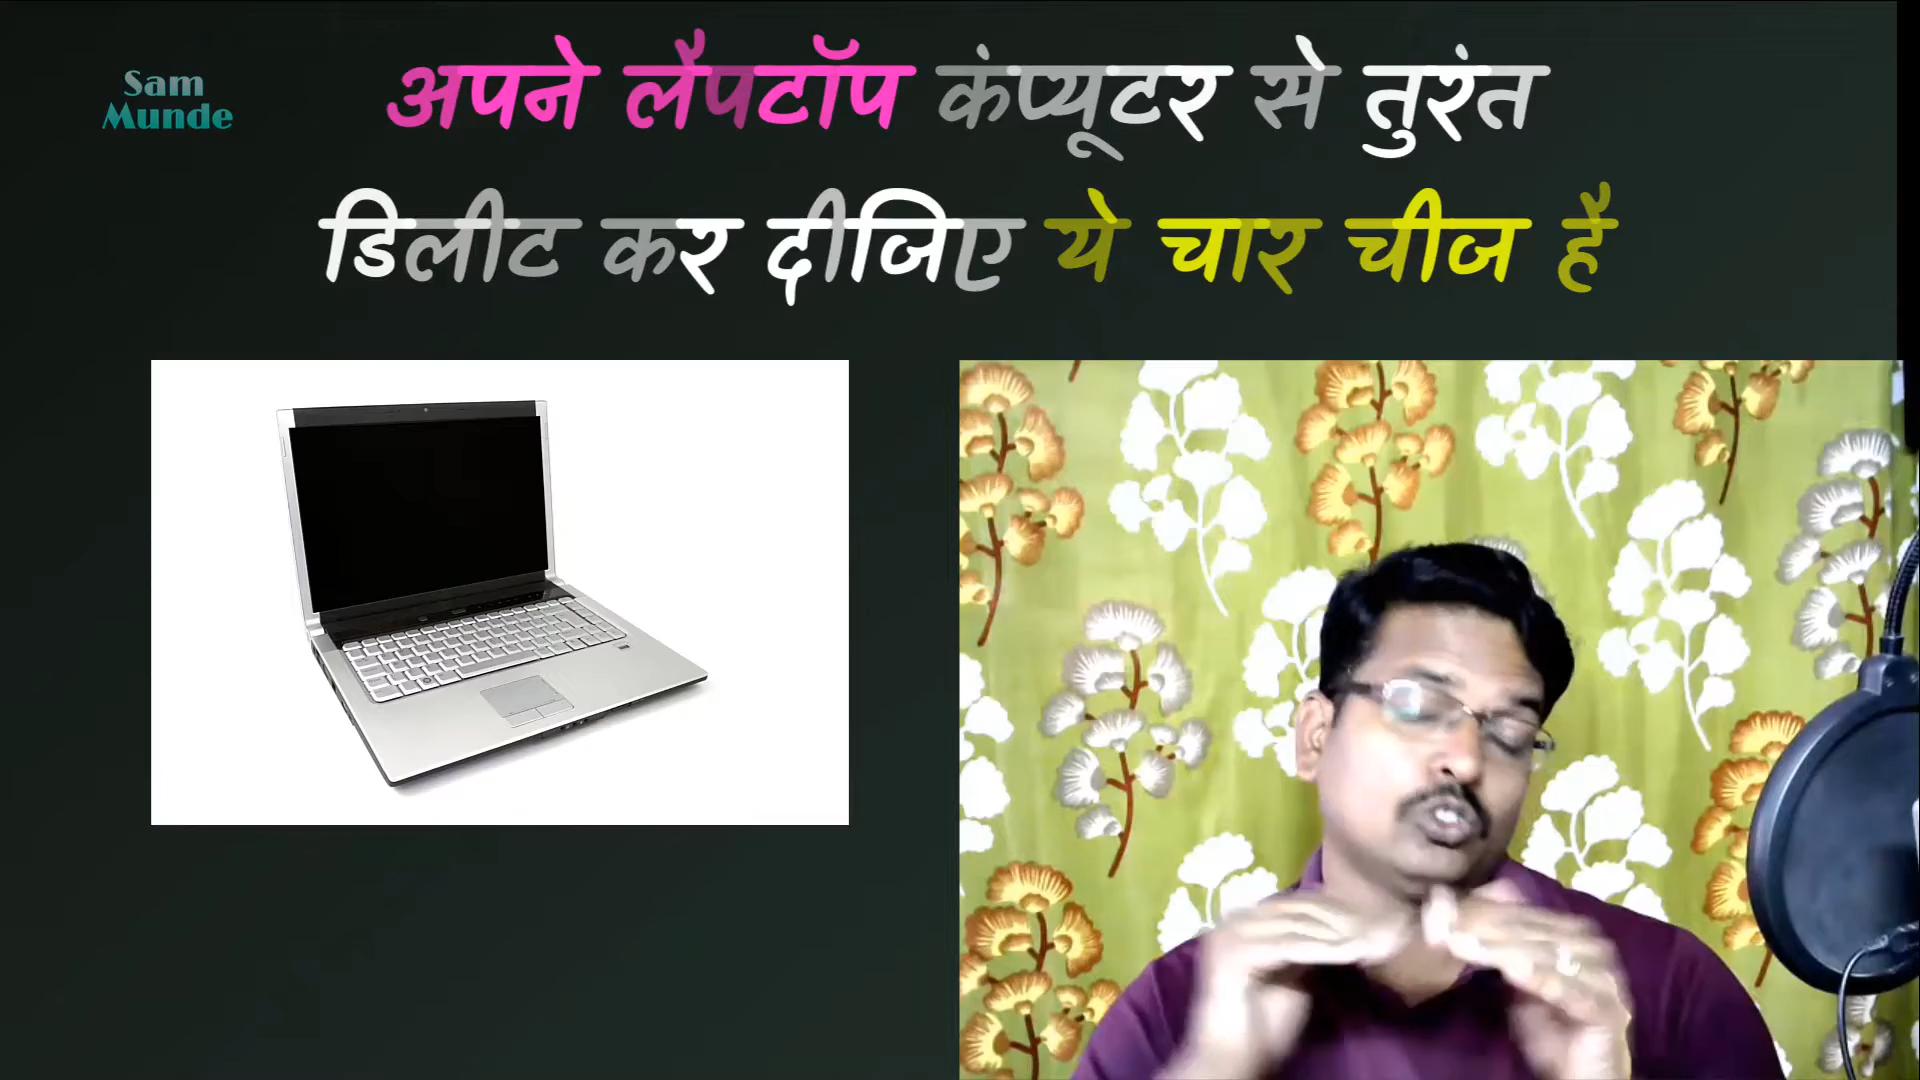 Sam
Munde
अपने लैपटॉप कंप्यूटर से तुरंत
डिलीट कर दीजिए ये चार चीज है